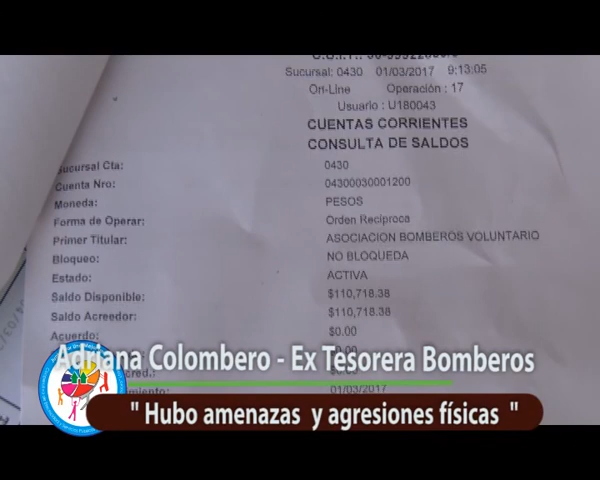 Sucursal: 0430 01/03/2017 9:13:05
On-Line Operación : 17
Usuario : U180043
CUENTAS CORRIENTES
CONSULTA DE SALDOS
Sucursal Cta: 0430
Cuenta Nro: 04300030001200
Moneda: PESOS
Forma de Operar: Orden Reciproca
Primer Titular: ASOCIACION BOMBEROS VOLUNTARIO
Bloqueo: NO BLOQUEDA
Estado: ACTIVA
Saldo Disponible: $110,718.38
Saldo Acreedor: $110,718.38
Acuerdo: $0.00
Adriana Colombero - Ex Tesorera Bomberos
01/03/2017
" Hubo amenazas y agresiones físicas "